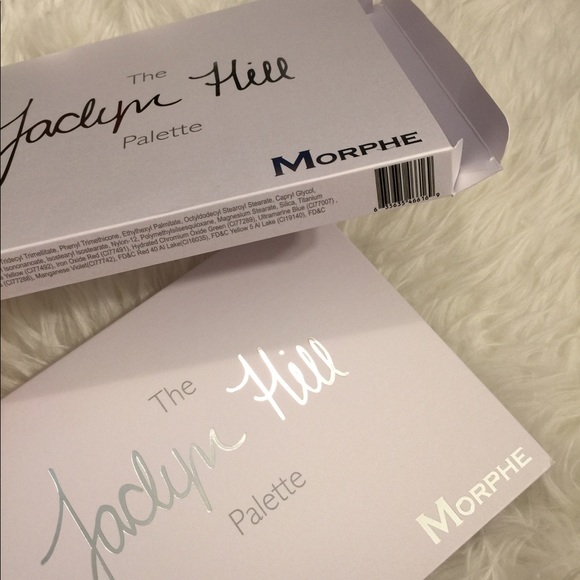 The
Jaclyn Hill
Palette
MORPHE
Tridecyl Trimellitate, Phenyl Trimethicone, Ethylhexyl Palmitate, Octyldodecyl Stearoyl Stearate, Capryl Glycol,
Isononanoate, Isostearyl Isostearate, Nylon-12, Polymethylsilsesquioxane, Magnesium Stearate, Silica, Titanium
Yellow (CI77492), Iron Oxide Red (CI77491), Hydrated Chromium Oxide Green (CI77289), Ultramarine Blue (CI77007),
(CI77288), Manganese Violet(CI77742), FD&C Red 40 Al Lake(CI16035), FD&C Yellow 5 Al Lake (CI19140), FD&C
The
Jaclyn Hill
Palette
MORPHE